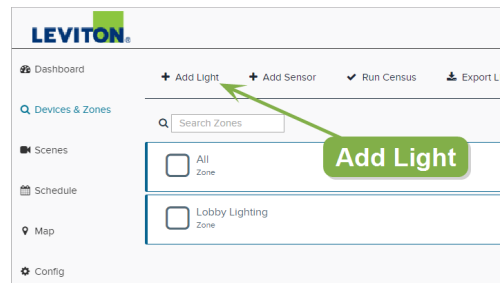 LEVITON®
Dashboard
Add Light Add Sensor Run Census Export L
Devices & Zones
Search Zones
Scenes
All
Zone
Add Light
Schedule
Lobby Lighting
Zone
Map
Config